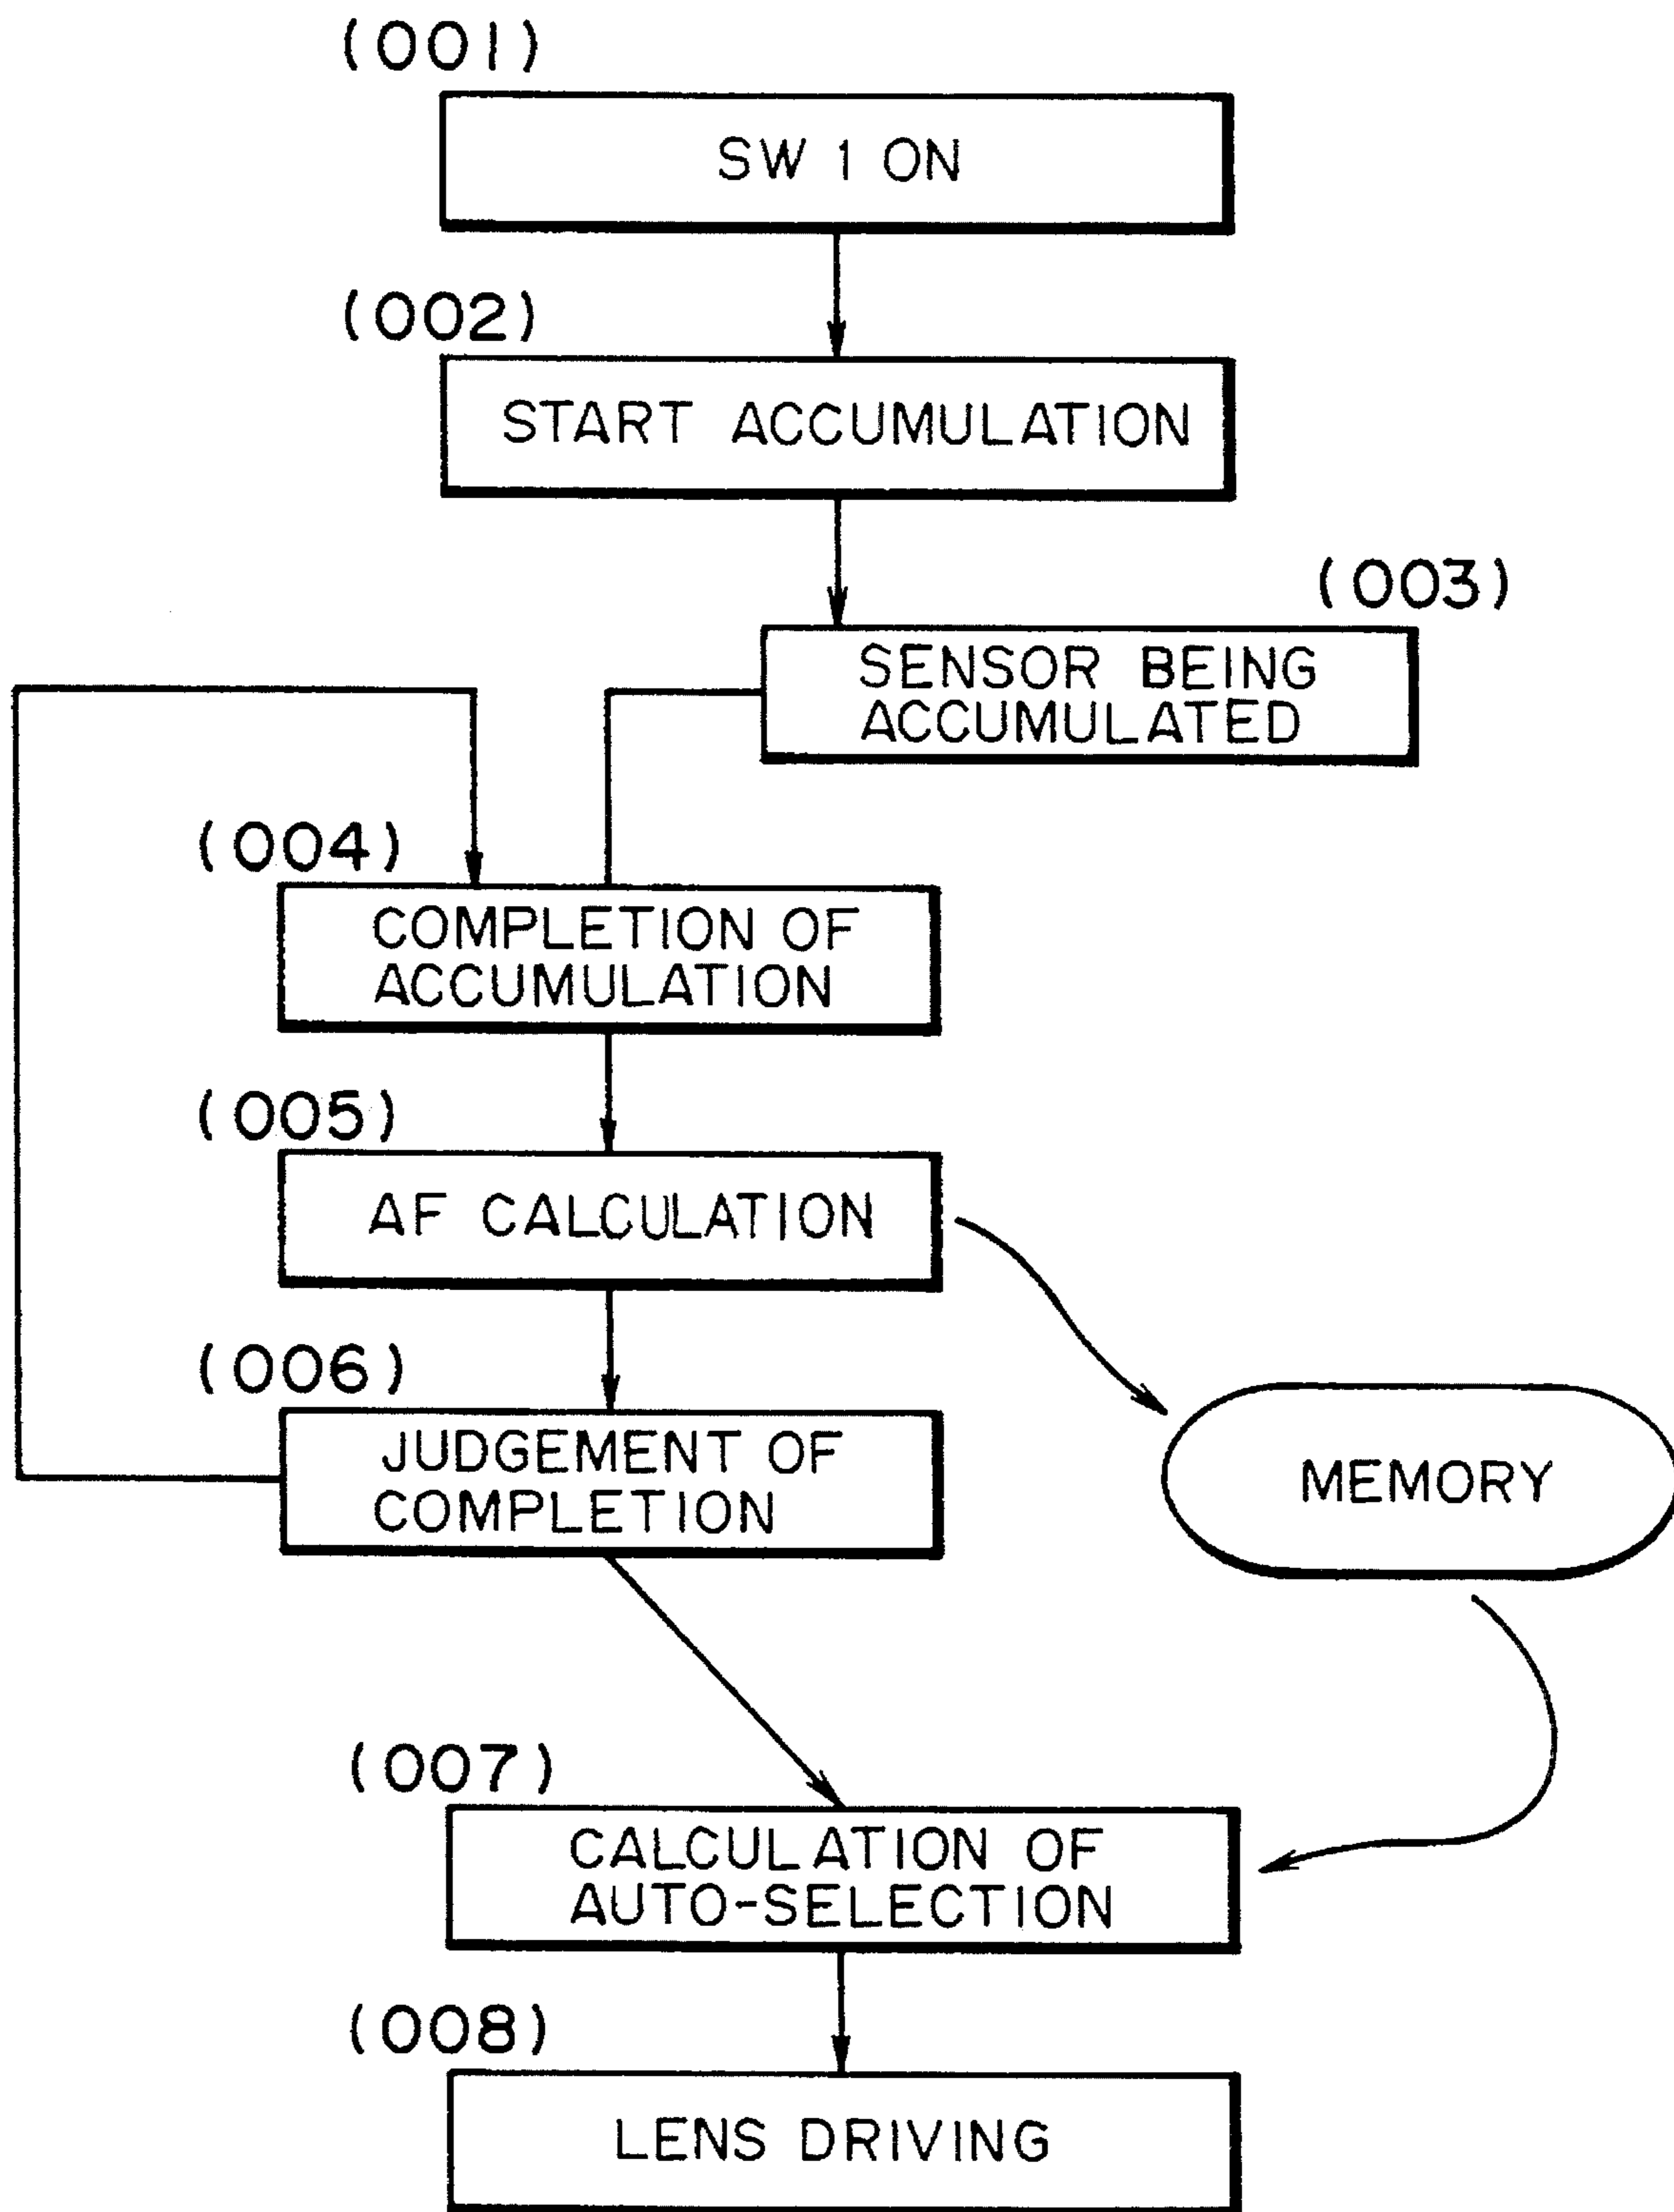 (001)
SW 1 ON
(002)
START ACCUMULATION
(003)
SENSOR BEING
ACCUMULATED
(004)
COMPLETION OF
ACCUMULATION
(005)
AF CALCULATION
(006)
JUDGEMENT OF
COMPLETION
MEMORY
(007)
CALCULATION OF
AUTO-SELECTION
(008)
LENS DRIVING